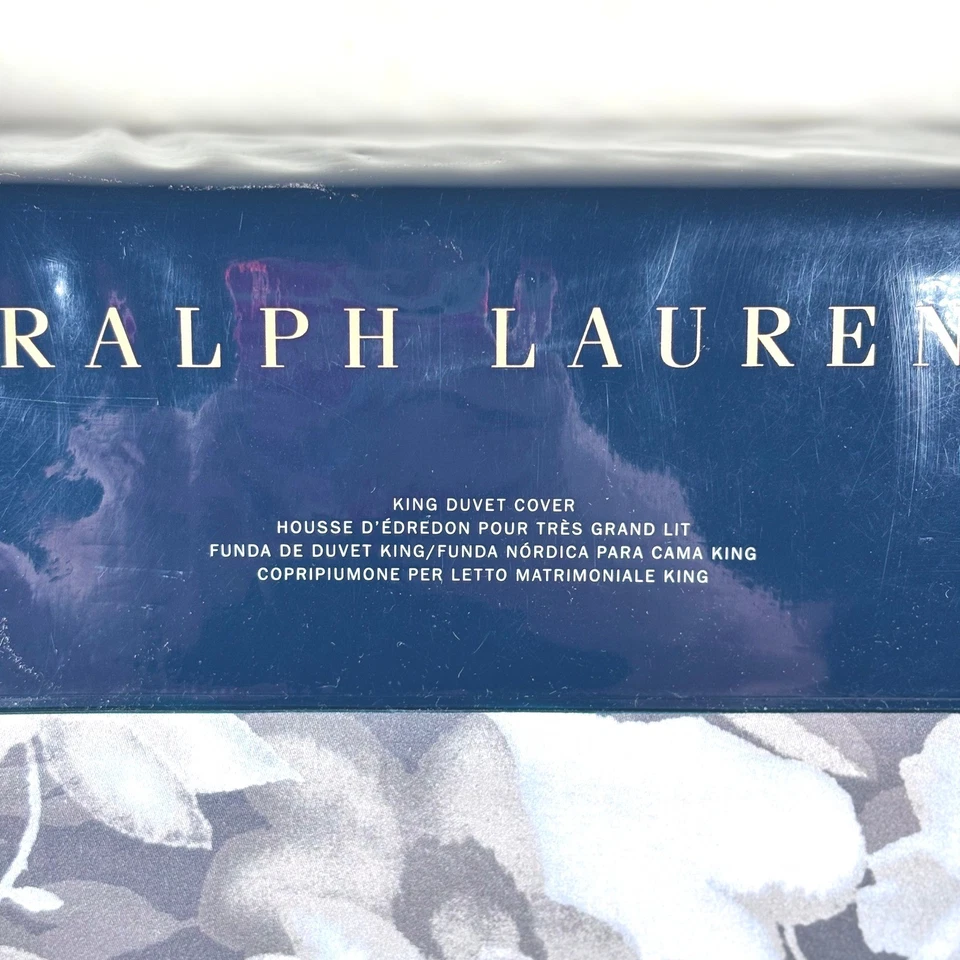 RALPH LAUREN
KING DUVET COVER
HOUSSE D'ÉDREDON POUR TRÈS GRAND LIT
FUNDA DE DUVET KING/FUNDA NÓRDICA PARA CAMA KING
COPRIPIUMONE PER LETTO MATRIMONIALE KING